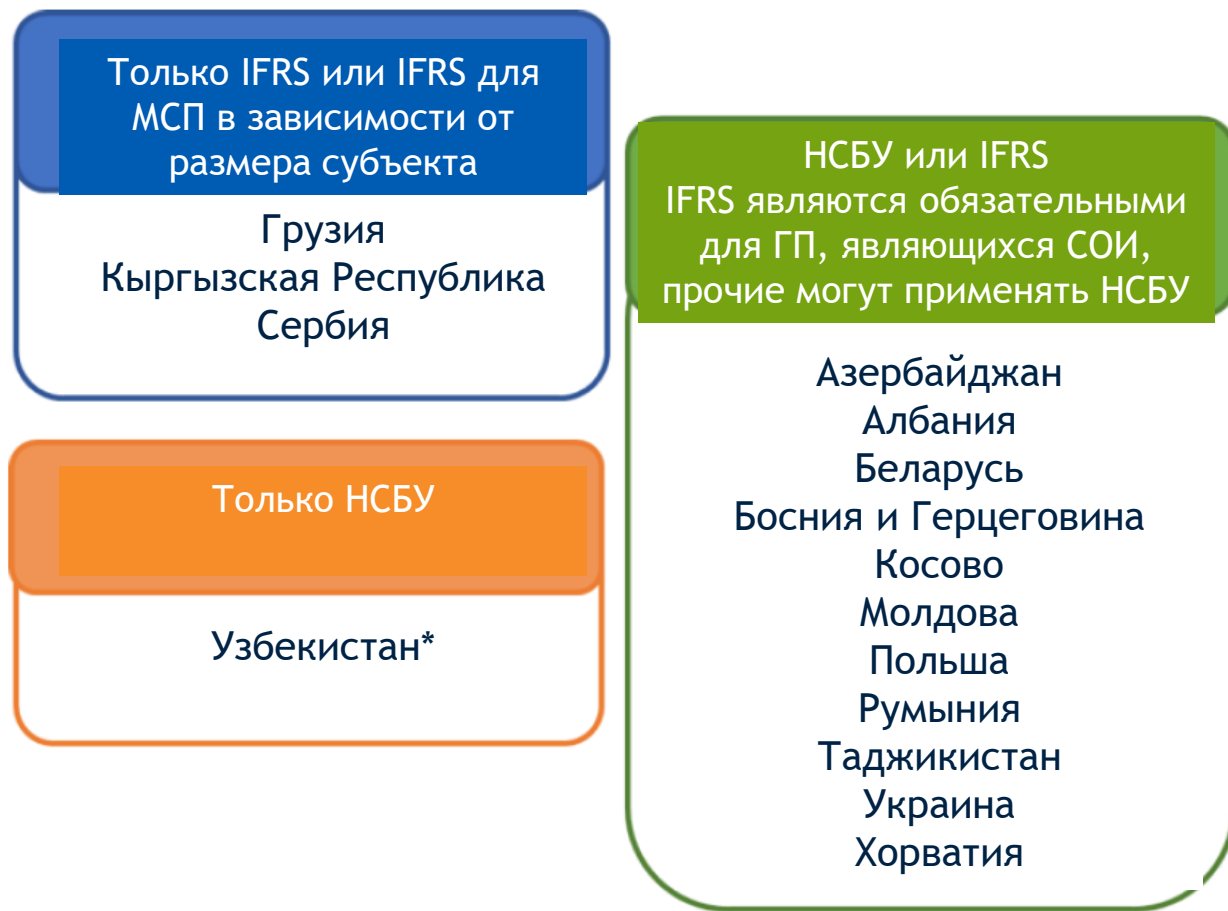 Только IFRS или IFRS для
МСП в зависимости от
размера субъекта
Грузия
Кыргызская Республика
Сербия
Только НСБУ
Узбекистан*
НСБУ или IFRS
IFRS являются обязательными
для ГП, являющихся СОИ,
прочие могут применять НСБУ
Азербайджан
Албания
Беларусь
Босния и Герцеговина
Косово
Молдова
Польша
Румыния
Таджикистан
Украина
Хорватия